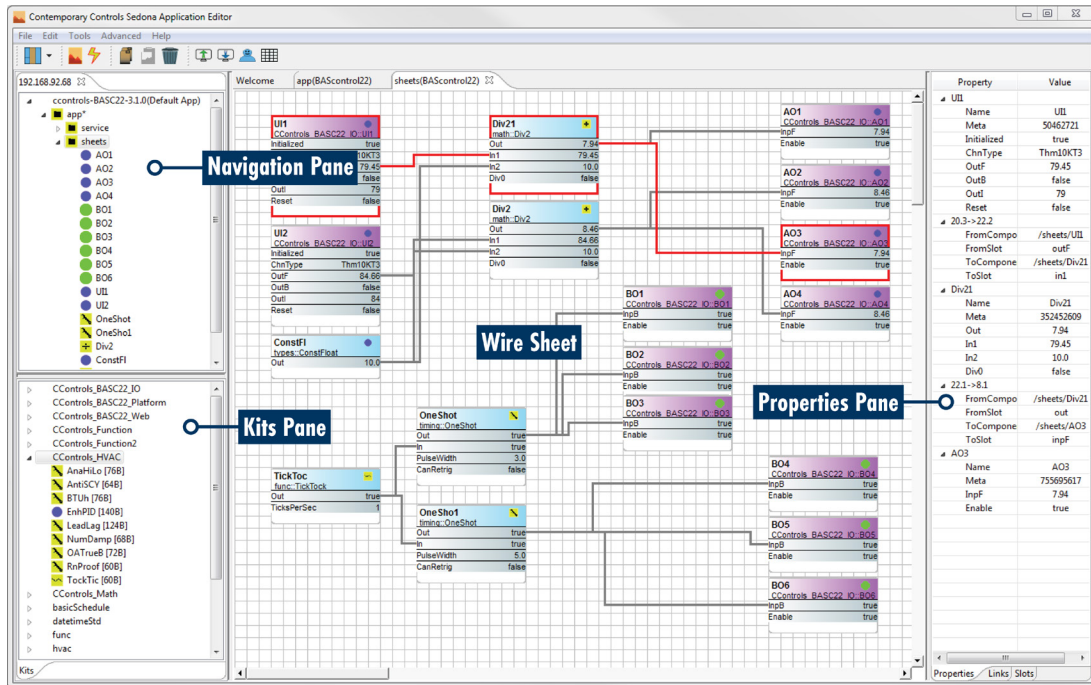 Contemporary Controls Sedona Application Editor
File Edit Tools Advanced Help
192.168.92.68
ccontrols-BASC22-3.1.0(Default App)
app*
service
sheets
AO1
AO2
AO3
AO4
BO1
BO2
BO3
BO4
BO5
BO6
UI1
UI2
OneShot
OneSho1
Div2
ConstFl
Navigation Pane
CControls_BASC22_IO
CControls_BASC22_Platform
CControls_BASC22_Web
CControls_Function
CControls_Function2
CControls_HVAC
AnaHiLo [76B]
AntiSCY [64B]
BTUh [76B]
EnhPID [140B]
LeadLag [124B]
NumDamp [68B]
OATrueB [72B]
RnProof [60B]
TockTic [60B]
CControls_Math
basicSchedule
datetimeStd
func
hvac
Kits
Kits Pane
Welcome app(BAScontrol22) sheets(BAScontrol22)
UI1
CControls_BASC22_IO::UI1
Initialized true
10KT3
79.45
false
OutI 79
Reset false
UI2
CControls_BASC22_IO::UI2
Initialized true
ChnType Thm10KT3
OutF 84.66
OutB false
OutI 84
Reset false
ConstFl
types::ConstFloat
Out 10.0
TickToc
func::TickTock
Out true
TicksPerSec 1
Div21
math::Div2
Out 7.94
In1 79.45
In2 10.0
Div0 false
Div2
math::Div2
Out 8.46
In1 84.66
In2 10.0
Div0 false
Wire Sheet
OneShot
timing::OneShot
Out true
In true
PulseWidth 3.0
CanRetrig false
OneSho1
timing::OneShot
Out true
In true
PulseWidth 5.0
CanRetrig false
BO1
CControls_BASC22_IO::BO1
InpB true
Enable true
BO2
CControls_BASC22_IO::BO2
InpB true
Enable true
BO3
CControls_BASC22_IO::BO3
InpB true
Enable true
AO1
CControls_BASC22_IO::AO1
InpF 7.94
Enable true
AO2
CControls_BASC22_IO::AO2
InpF 8.46
Enable true
AO3
CControls_BASC22_IO::AO3
InpF 7.94
Enable true
AO4
CControls_BASC22_IO::AO4
InpF 8.46
Enable true
BO4
CControls_BASC22_IO::BO4
InpB true
Enable true
BO5
CControls_BASC22_IO::BO5
InpB true
Enable true
BO6
CControls_BASC22_IO::BO6
InpB true
Enable true
Properties Pane
Property Value
UI1
Name UI1
Meta 50462721
Initialized true
ChnType Thm10KT3
OutF 79.45
OutB false
OutI 79
Reset false
20.3->22.2
FromCompo /sheets/UI1
FromSlot outF
ToCompone /sheets/Div21
ToSlot in1
Div21
Name Div21
Meta 352452609
Out 7.94
In1 79.45
In2 10.0
Div0 false
22.1->8.1
FromCompo /sheets/Div21
FromSlot out
ToCompone /sheets/AO3
ToSlot inpF
AO3
Name AO3
Meta 755695617
InpF 7.94
Enable true
Properties Links Slots